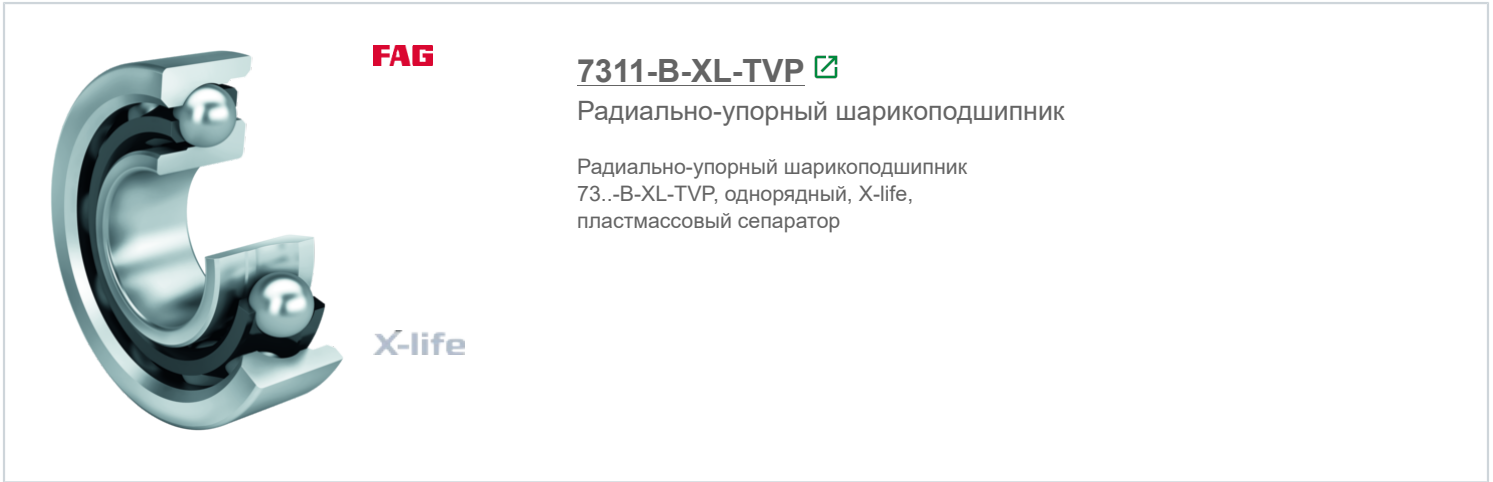 FAG
7311-B-XL-TVP
Радиально-упорный шарикоподшипник
Радиально-упорный шарикоподшипник
73..-B-XL-TVP, однорядный, X-life,
пластмассовый сепаратор
X-life